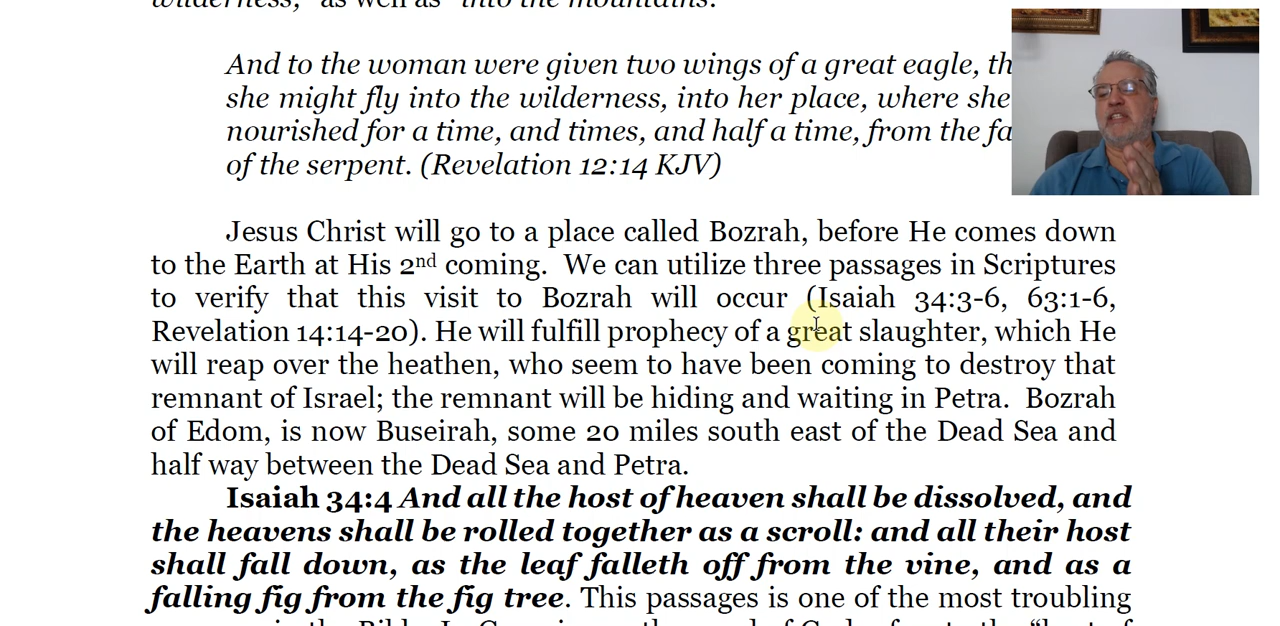 wilderness," as well as "into the mountains.
And to the woman were given two wings of a great eagle, th
she might fly into the wilderness, into her place, where she
nourished for a time, and times, and half a time, from the fa
of the serpent. (Revelation 12:14 KJV)
Jesus Christ will go to a place called Bozrah, before He comes down
to the Earth at His 2nd coming. We can utilize three passages in Scriptures
to verify that this visit to Bozrah will occur (Isaiah 34:3-6, 63:1-6,
Revelation 14:14-20). He will fulfill prophecy of a great slaughter, which He
will reap over the heathen, who seem to have been coming to destroy that
remnant of Israel; the remnant will be hiding and waiting in Petra. Bozrah
of Edom, is now Buseirah, some 20 miles south east of the Dead Sea and
half way between the Dead Sea and Petra.
Isaiah 34:4 And all the host of heaven shall be dissolved, and
the heavens shall be rolled together as a scroll: and all their host
shall fall down, as the leaf falleth off from the vine, and as a
falling fig from the fig tree. This passages is one of the most troubling